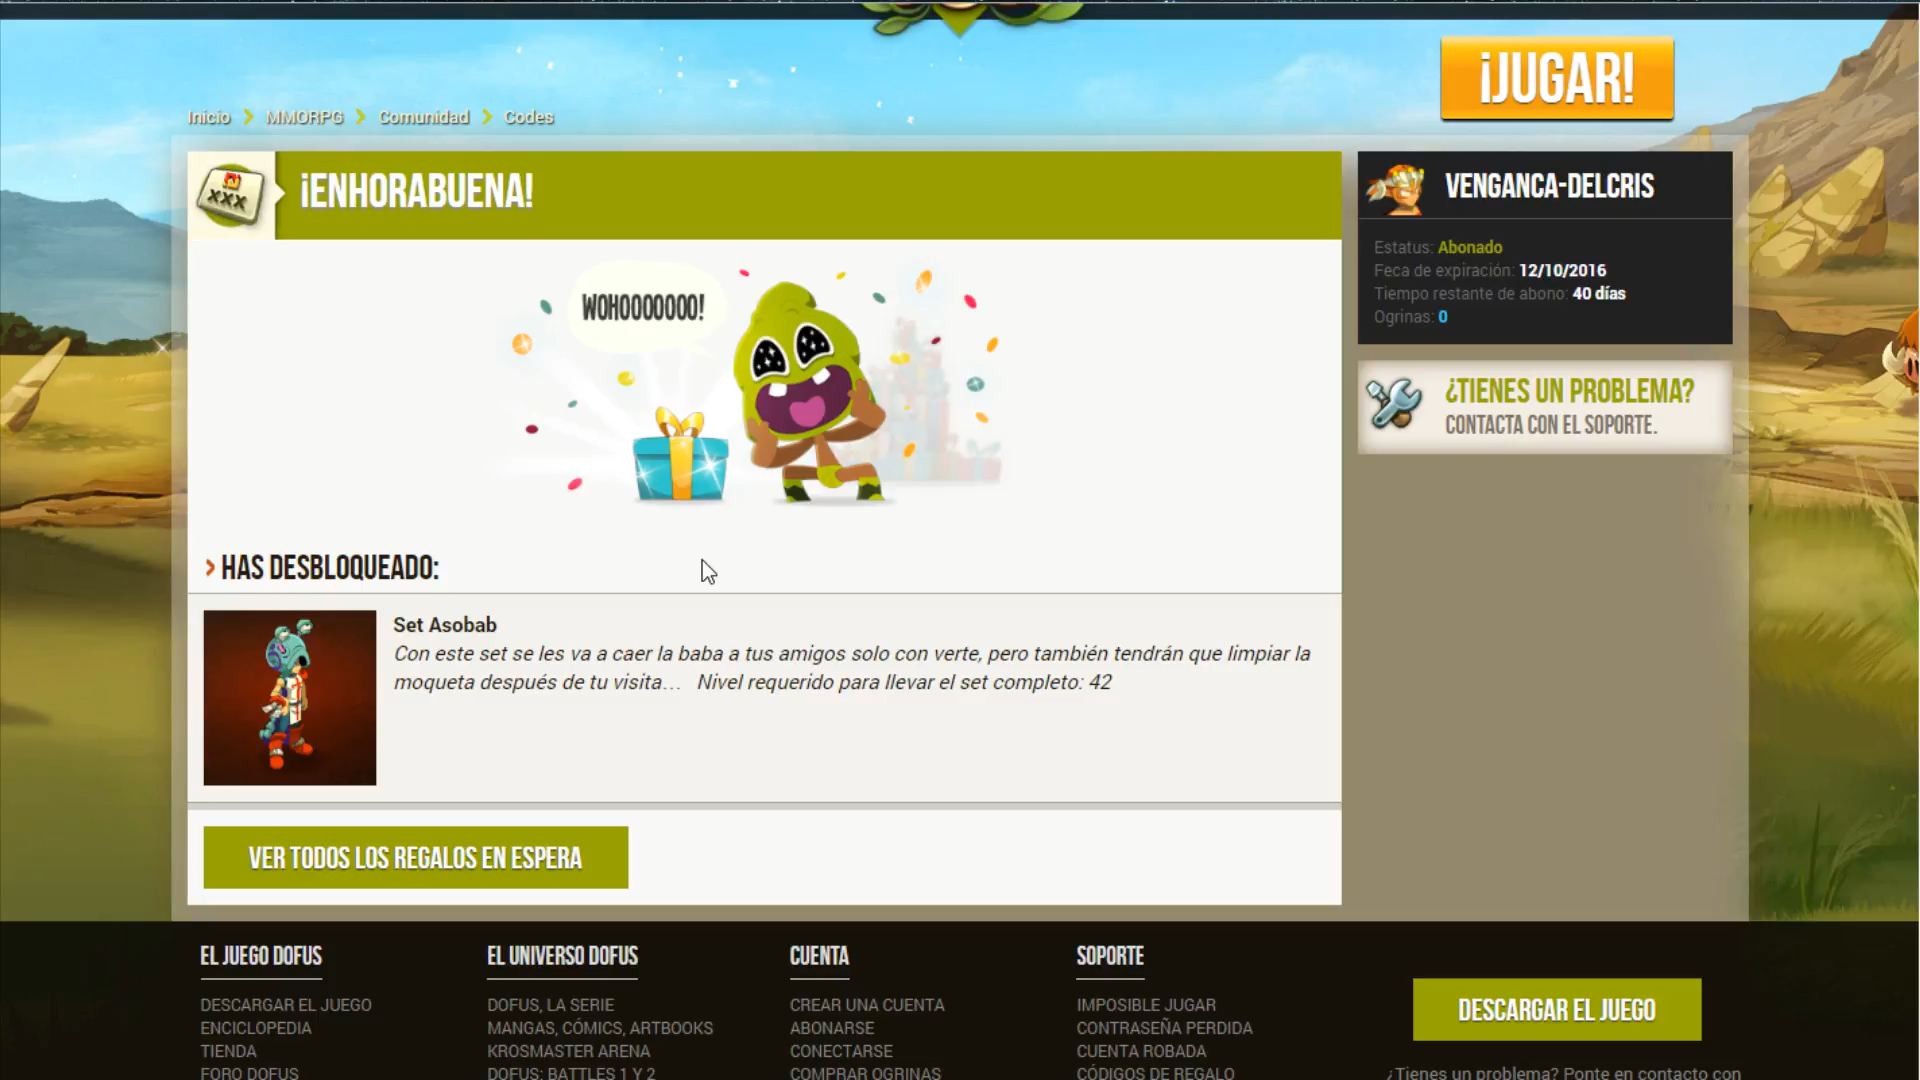 ¡JUGAR!
Inicio > MMORPG > Comunidad > Codes
XXX
¡ENHORABUENA!
WOHOOOOOOO!
VENGANCA-DELCRIS
Estatus: Abonado
Feca de expiración: 12/10/2016
Tiempo restante de abono: 40 días
Ogrinas: 0
¿TIENES UN PROBLEMA?
CONTACTA CON EL SOPORTE.
> HAS DESBLOQUEADO:
Set Asobab
Con este set se les va a caer la baba a tus amigos solo con verte, pero también tendrán que limpiar la
moqueta después de tu visita… Nivel requerido para llevar el set completo: 42
VER TODOS LOS REGALOS EN ESPERA
EL JUEGO DOFUS
DESCARGAR EL JUEGO
ENCICLOPEDIA
TIENDA
FORO DOFUS
EL UNIVERSO DOFUS
DOFUS, LA SERIE
MANGAS, CÓMICS, ARTBOOKS
KROSMASTER ARENA
DOFUS: BATTLES 1 Y 2
CUENTA
CREAR UNA CUENTA
ABONARSE
CONECTARSE
COMPRAR OGRINAS
SOPORTE
IMPOSIBLE JUGAR
CONTRASEÑA PERDIDA
CUENTA ROBADA
CÓDIGOS DE REGALO
DESCARGAR EL JUEGO
¿Tienes un problema? Ponte en contacto con